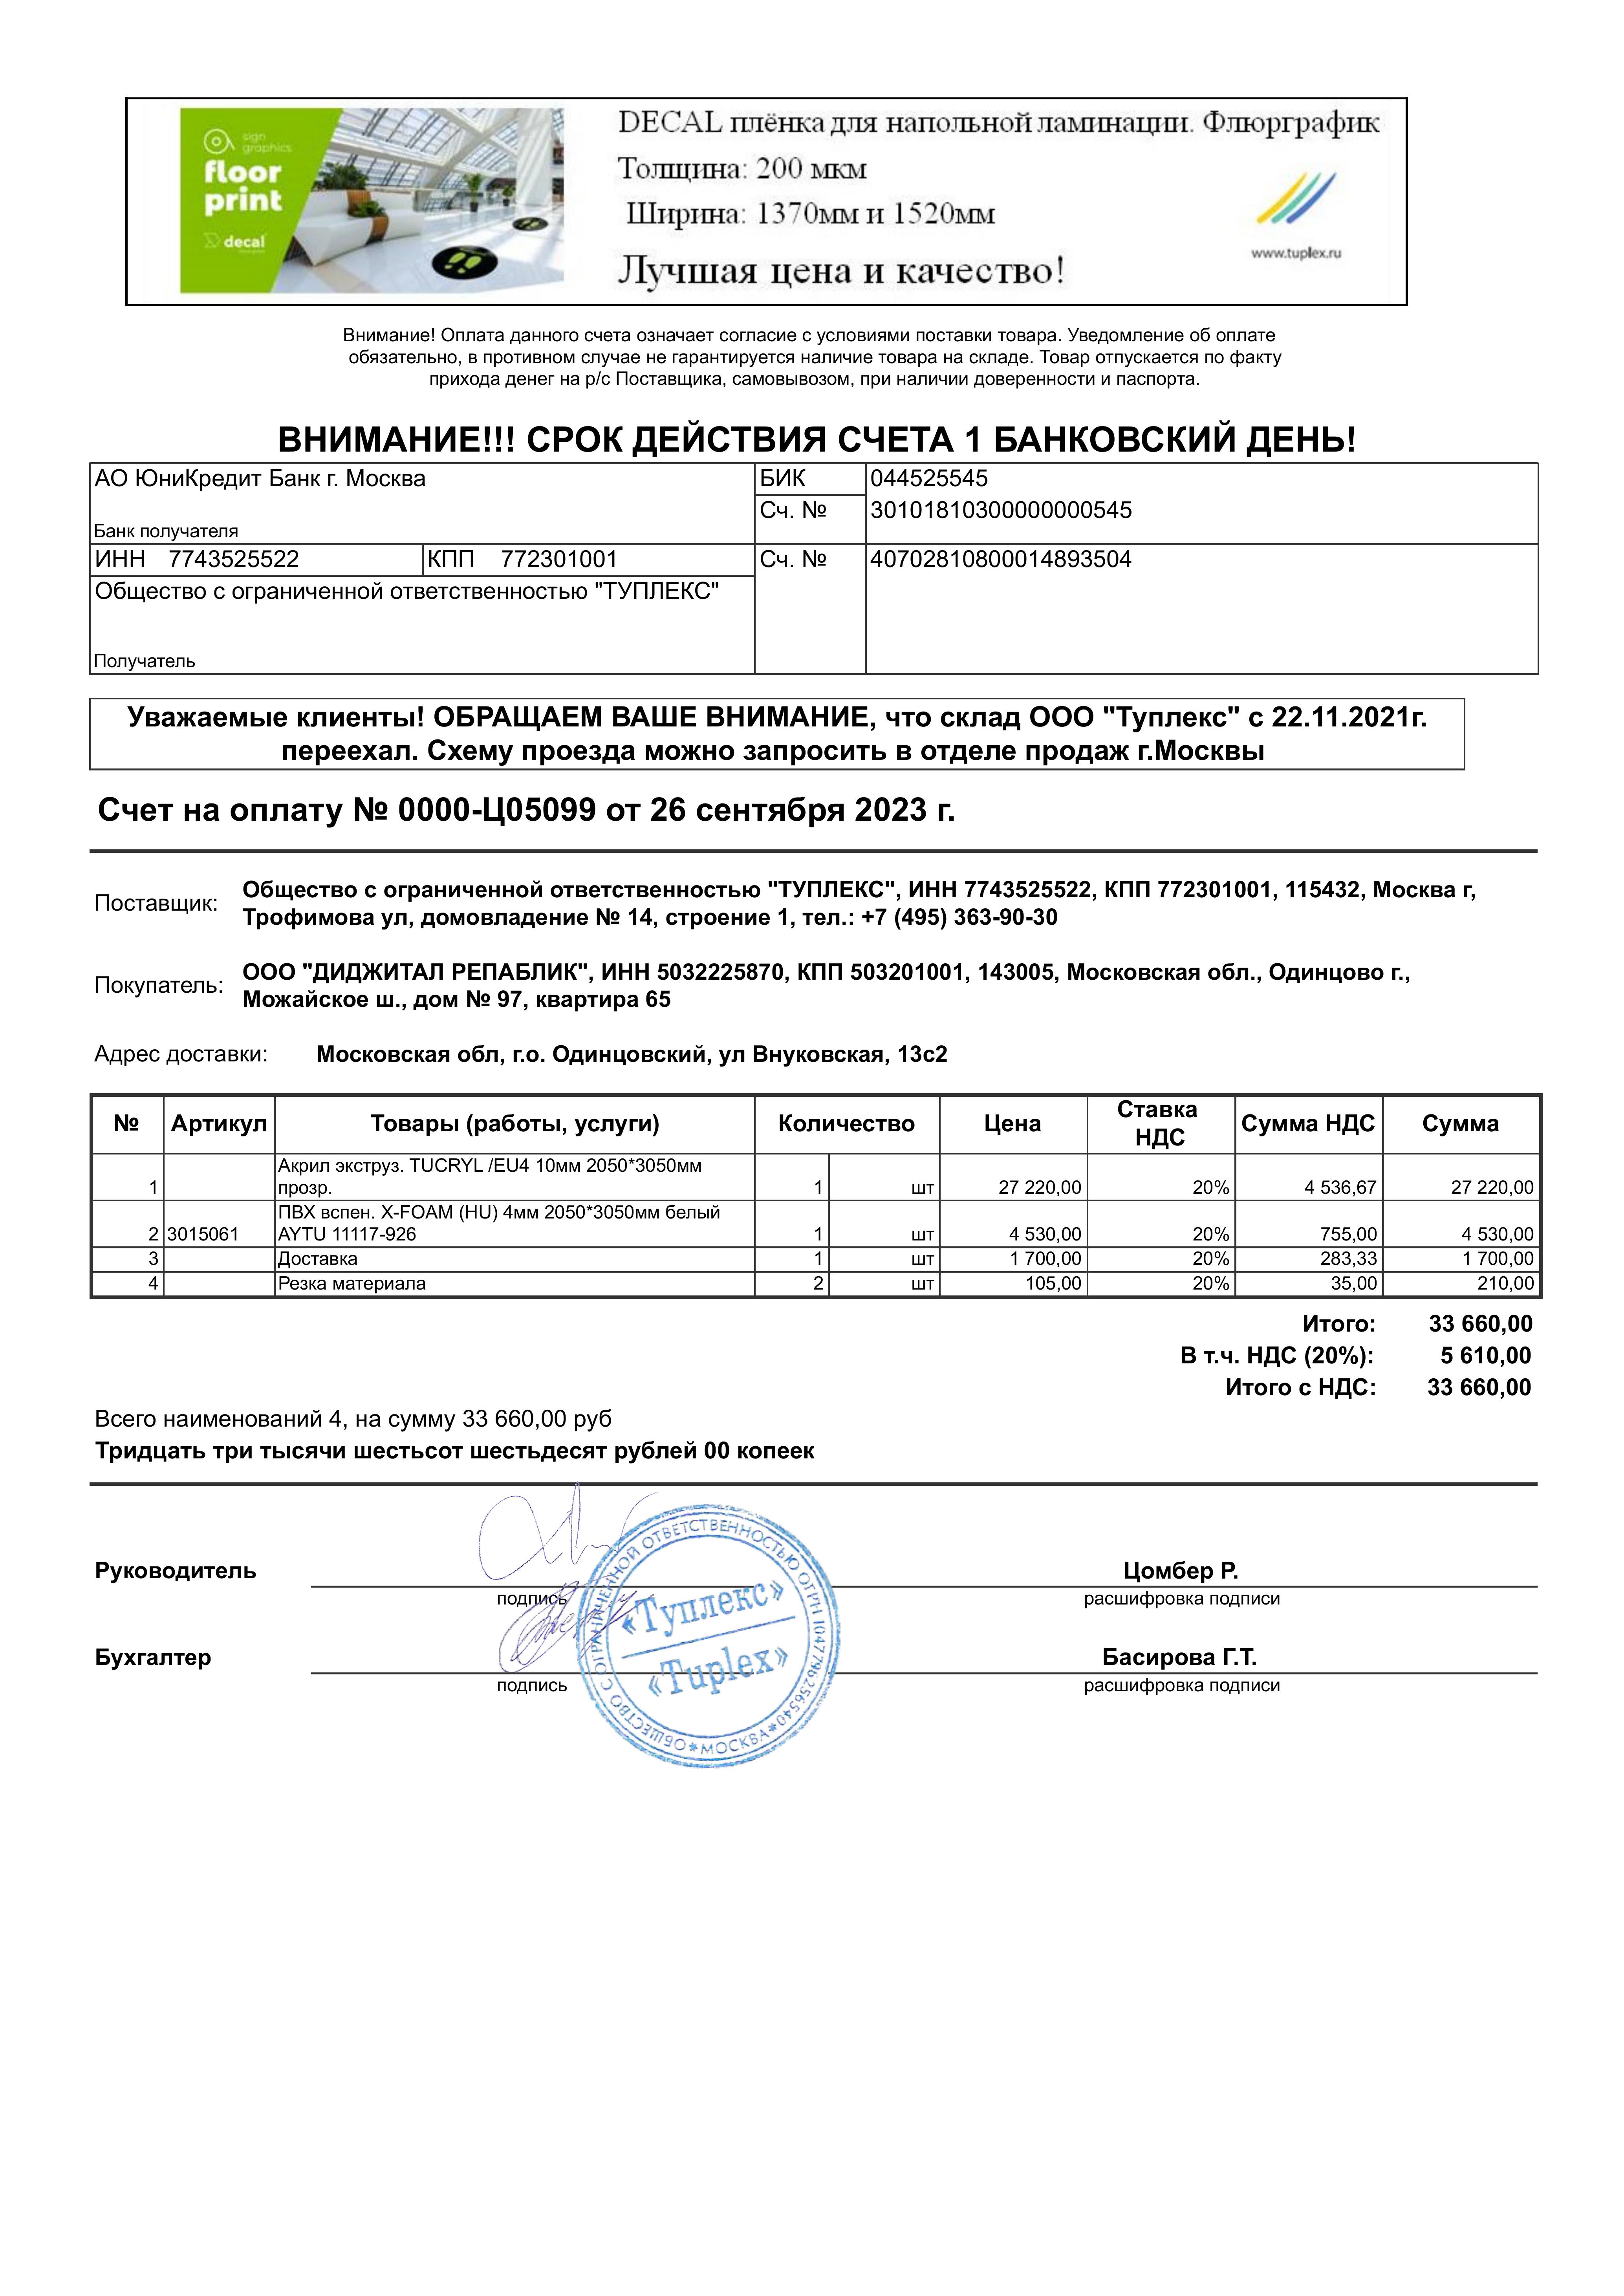 sign
graphics
floor
print
decal
DECAL плёнка для напольной ламинации. Флюрграфик
Толщина: 200 мкм
Ширина: 1370мм и 1520мм
Лучшая цена и качество!
www.tuplex.ru
Внимание! Оплата данного счета означает согласие с условиями поставки товара. Уведомление об оплате
обязательно, в противном случае не гарантируется наличие товара на складе. Товар отпускается по факту
прихода денег на р/с Поставщика, самовывозом, при наличии доверенности и паспорта.
ВНИМАНИЕ!!! СРОК ДЕЙСТВИЯ СЧЕТА 1 БАНКОВСКИЙ ДЕНЬ!
АО ЮниКредит Банк г. Москва БИК 044525545
Сч. № 30101810300000000545
Банк получателя
ИНН 7743525522 КПП 772301001 Сч. № 40702810800014893504
Общество с ограниченной ответственностью "ТУПЛЕКС"
Получатель
Уважаемые клиенты! ОБРАЩАЕМ ВАШЕ ВНИМАНИЕ, что склад ООО "Туплекс" с 22.11.2021г.
переехал. Схему проезда можно запросить в отделе продаж г.Москвы
Счет на оплату № 0000-Ц05099 от 26 сентября 2023 г.
Поставщик: Общество с ограниченной ответственностью "ТУПЛЕКС", ИНН 7743525522, КПП 772301001, 115432, Москва г,
Трофимова ул, домовладение № 14, строение 1, тел.: +7 (495) 363-90-30
Покупатель: ООО "ДИДЖИТАЛ РЕПАБЛИК", ИНН 5032225870, КПП 503201001, 143005, Московская обл., Одинцово г.,
Можайское ш., дом № 97, квартира 65
Адрес доставки: Московская обл, г.о. Одинцовский, ул Внуковская, 13с2
№ Артикул Товары (работы, услуги) Количество Цена Ставка НДС Сумма НДС Сумма
Акрил экструз. TUCRYL /EU4 10мм 2050*3050мм
1 прозр. 1 шт 27 220,00 20% 4 536,67 27 220,00
ПВХ вспен. X-FOAM (HU) 4мм 2050*3050мм белый
2 3015061 AYTU 11117-926 1 шт 4 530,00 20% 755,00 4 530,00
3 Доставка 1 шт 1 700,00 20% 283,33 1 700,00
4 Резка материала 2 шт 105,00 20% 35,00 210,00
Итого: 33 660,00
В т.ч. НДС (20%): 5 610,00
Итого с НДС: 33 660,00
Всего наименований 4, на сумму 33 660,00 руб
Тридцать три тысячи шестьсот шестьдесят рублей 00 копеек
Руководитель Цомбер Р.
подпись расшифровка подписи
Бухгалтер Басирова Г.Т.
подпись расшифровка подписи
ОБЩЕСТВО С ОГРАНИЧЕННОЙ ОТВЕТСТВЕННОСТЬЮ ОГРН 1047796256540
МОСКВА
«Туплекс»
«Tuplex»